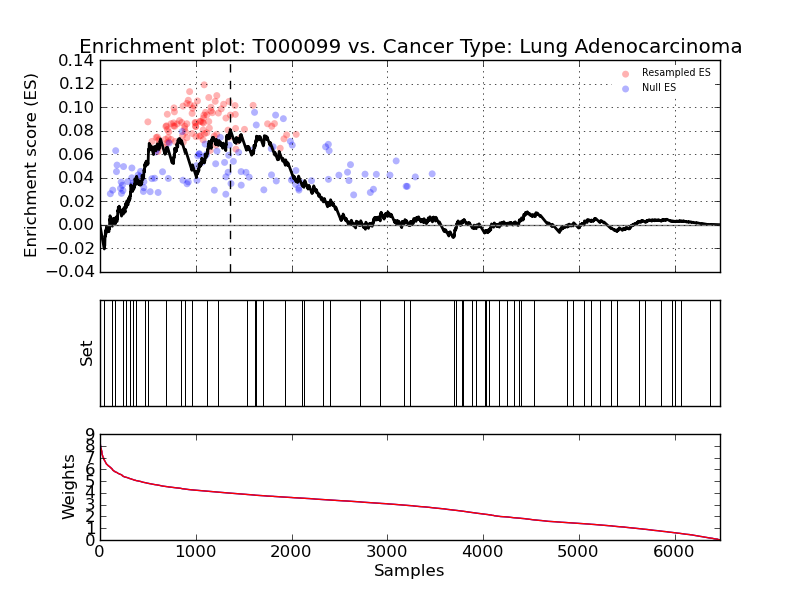 Enrichment plot: T000099 vs. Cancer Type: Lung Adenocarcinoma
0.14
0.12
0.10
0.08
0.06
0.04
0.02
0.00
−0.02
−0.04
Enrichment score (ES)
Resampled ES
Null ES
Set
9
8
7
6
5
4
3
2
1
0
Weights
0 1000 2000 3000 4000 5000 6000
Samples